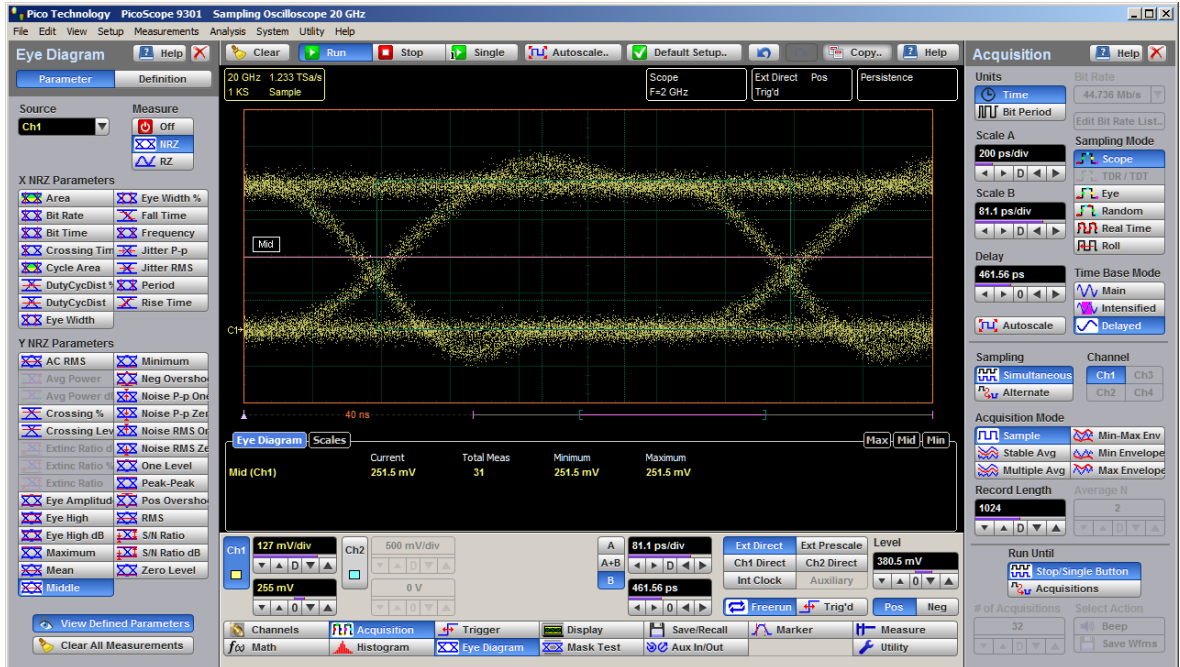 Pico Technology PicoScope 9301 Sampling Oscilloscope 20 GHz
File Edit View Setup Measurements Analysis System Utility Help
Eye Diagram Help
Clear Run Stop Single Autoscale.. Default Setup.. Copy.. Help
Acquisition Help
Parameter Definition
Source Measure
Ch1 Off
NRZ
RZ
X NRZ Parameters
Area Eye Width %
Bit Rate Fall Time
Bit Time Frequency
Crossing Tim Jitter P-p
Cycle Area Jitter RMS
DutyCycDist % Period
DutyCycDist Rise Time
Eye Width
Y NRZ Parameters
AC RMS Minimum
Avg Power Neg Oversho
Avg Power d Noise P-p One
Crossing % Noise P-p Zer
Crossing Lev Noise RMS On
Extinc Ratio d Noise RMS Ze
Extinc Ratio % One Level
Extinc Ratio Peak-Peak
Eye Amplitud Pos Oversho
Eye High RMS
Eye High dB S/N Ratio
Maximum S/N Ratio dB
Mean Zero Level
Middle
View Defined Parameters
Clear All Measurements
20 GHz 1.233 TSa/s
1 KS Sample
Scope
F=2 GHz
Ext Direct Pos
Trig'd
Persistence
Mid
C1
40 ns
Eye Diagram Scales Max Mid Min
Current Total Meas Minimum Maximum
Mid (Ch1) 251.5 mV 31 251.5 mV 251.5 mV
Ch1 127 mV/div Ch2 500 mV/div
D D
255 mV 0 V
0 0
A 81.1 ps/div
A+B D
B 461.56 ps
0
Ext Direct Ext Prescale Level
Ch1 Direct Ch2 Direct 380.5 mV
Int Clock Auxiliary 0
Freerun Trig'd Pos Neg
Channels Acquisition Trigger Display Save/Recall Marker Measure
f(x) Math Histogram Eye Diagram Mask Test Aux In/Out Utility
Units Bit Rate
Time 44.736 Mb/s
Bit Period Edit Bit Rate List..
Scale A Sampling Mode
200 ps/div Scope
D TDR / TDT
Scale B Eye
81.1 ps/div Random
D Real Time
Roll
Delay
461.56 ps Time Base Mode
0 Main
Intensified
Autoscale Delayed
Sampling Channel
Simultaneous Ch1 Ch3
Alternate Ch2 Ch4
Acquisition Mode
Sample Min-Max Env
Stable Avg Min Envelope
Multiple Avg Max Envelope
Record Length Average N
1024 2
D D
Run Until
Stop/Single Button
Acquisitions
# of Acquisitions Select Action
32 Beep
D Save Wfms